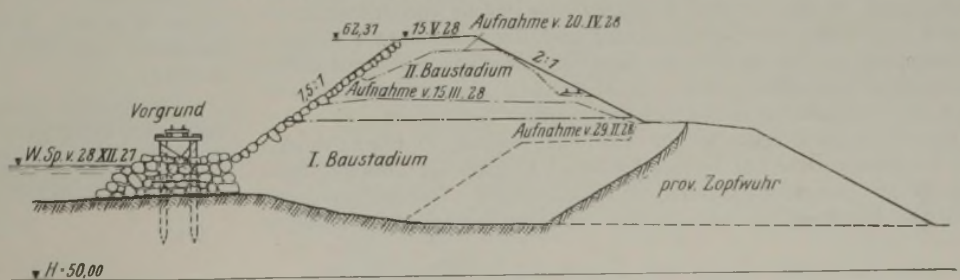 62,37
15.V.28
Aufnahme v. 20.IV.28
2:1
1,5:1
II. Baustadium
Aufnahme v. 15.III.28
Vorgrund
W.Sp. v. 28 XII. 27
I. Baustadium
Aufnahme v. 29.II.28
prov. Zopfwuhr
H = 50,00